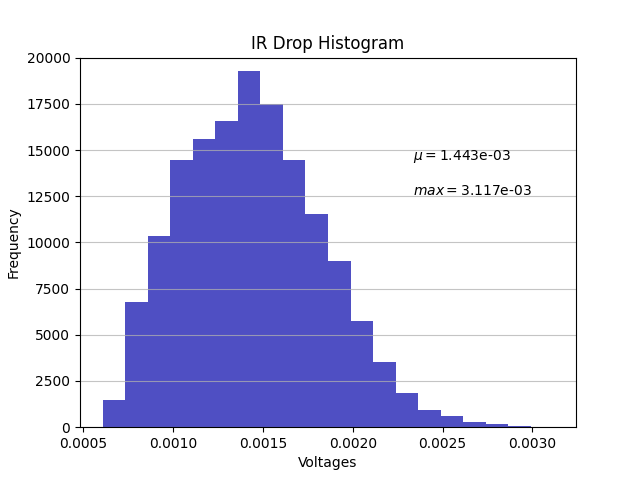 IR Drop Histogram
20000
17500
15000
12500
10000
7500
5000
2500
0
Frequency
μ = 1.443e-03
max = 3.117e-03
0.0005 0.0010 0.0015 0.0020 0.0025 0.0030
Voltages